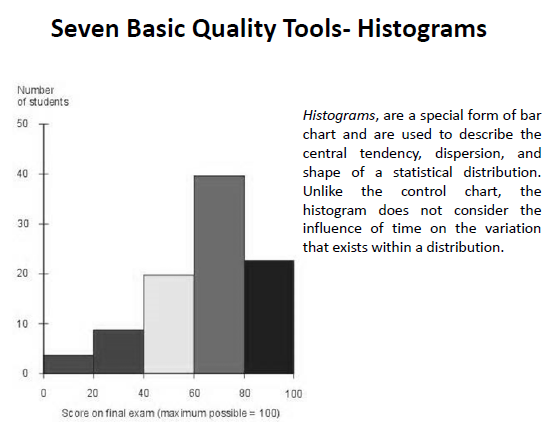 Seven Basic Quality Tools- Histograms
Number
of students
50
40
30
20
10
0
0 20 40 60 80 100
Score on final exam (maximum possible = 100)
Histograms, are a special form of bar
chart and are used to describe the
central tendency, dispersion, and
shape of a statistical distribution.
Unlike the control chart, the
histogram does not consider the
influence of time on the variation
that exists within a distribution.